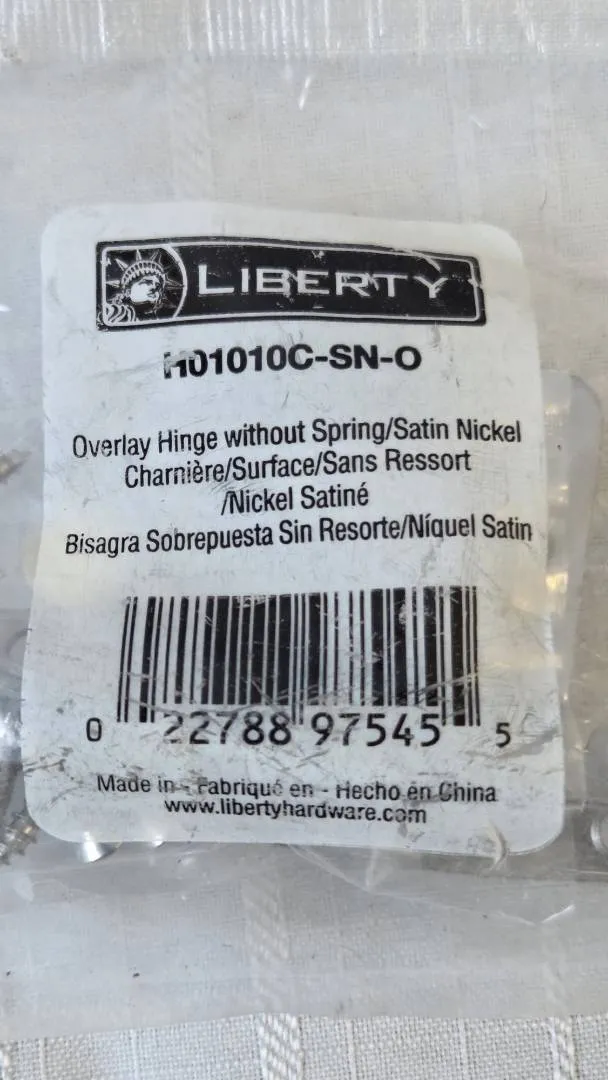 LIBERTY
H01010C-SN-O
Overlay Hinge without Spring/Satin Nickel
Charnière/Surface/Sans Ressort
/Nickel Satiné
Bisagra Sobrepuesta Sin Resorte/Níquel Satin
0 22788 97545 5
Made in - Fabriqué en - Hecho en China
www.libertyhardware.com